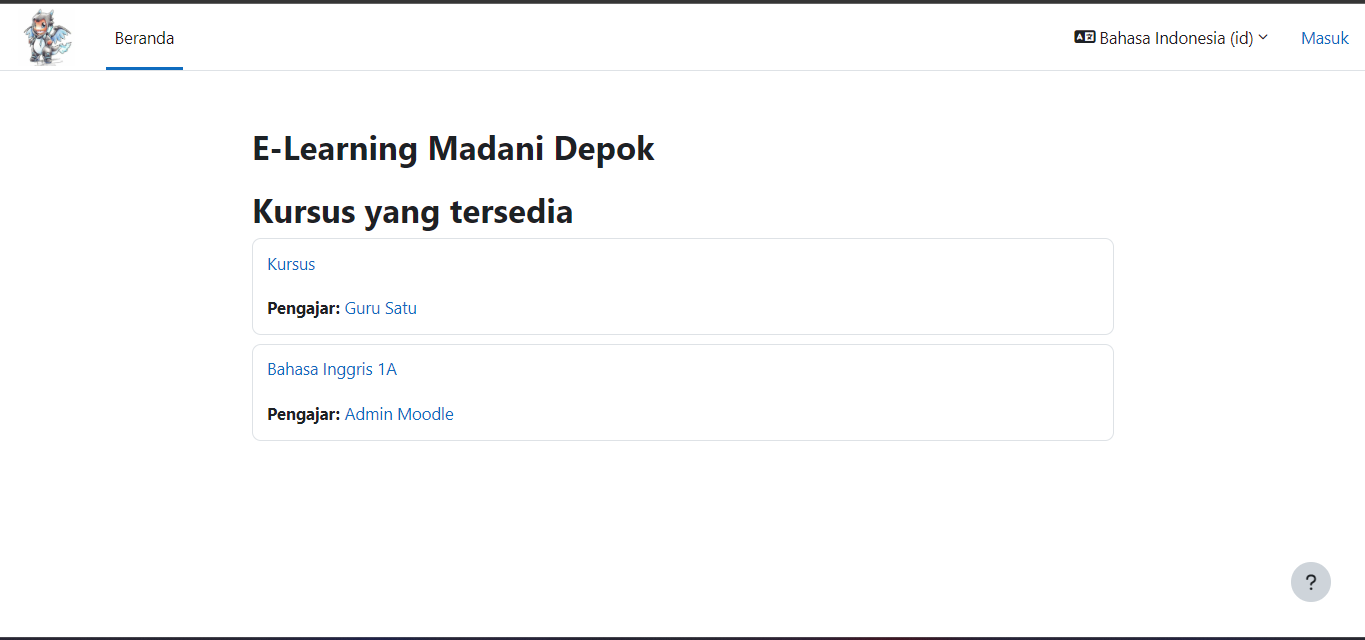 Beranda
Bahasa Indonesia (id)
Masuk
E-Learning Madani Depok
Kursus yang tersedia
Kursus
Pengajar: Guru Satu
Bahasa Inggris 1A
Pengajar: Admin Moodle
?